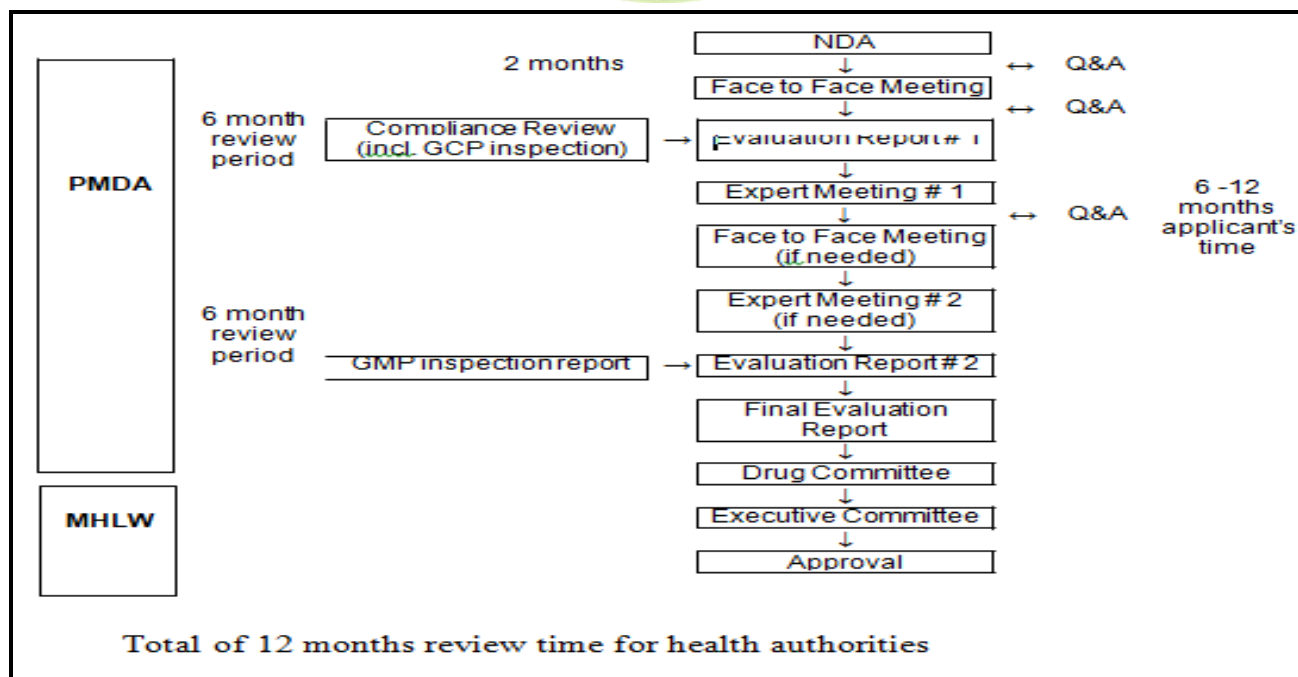 NDA
2 months
↔ Q&A
Face to Face Meeting
↔ Q&A
6 month
review
period
Compliance Review
(incl. GCP inspection)
→
Evaluation Report # 1
PMDA
Expert Meeting # 1
↔ Q&A
6 -12
months
applicant's
time
Face to Face Meeting
(if needed)
Expert Meeting # 2
(if needed)
6 month
review
period
GMP inspection report
→
Evaluation Report # 2
Final Evaluation
Report
Drug Committee
MHLW
Executive Committee
Approval
Total of 12 months review time for health authorities